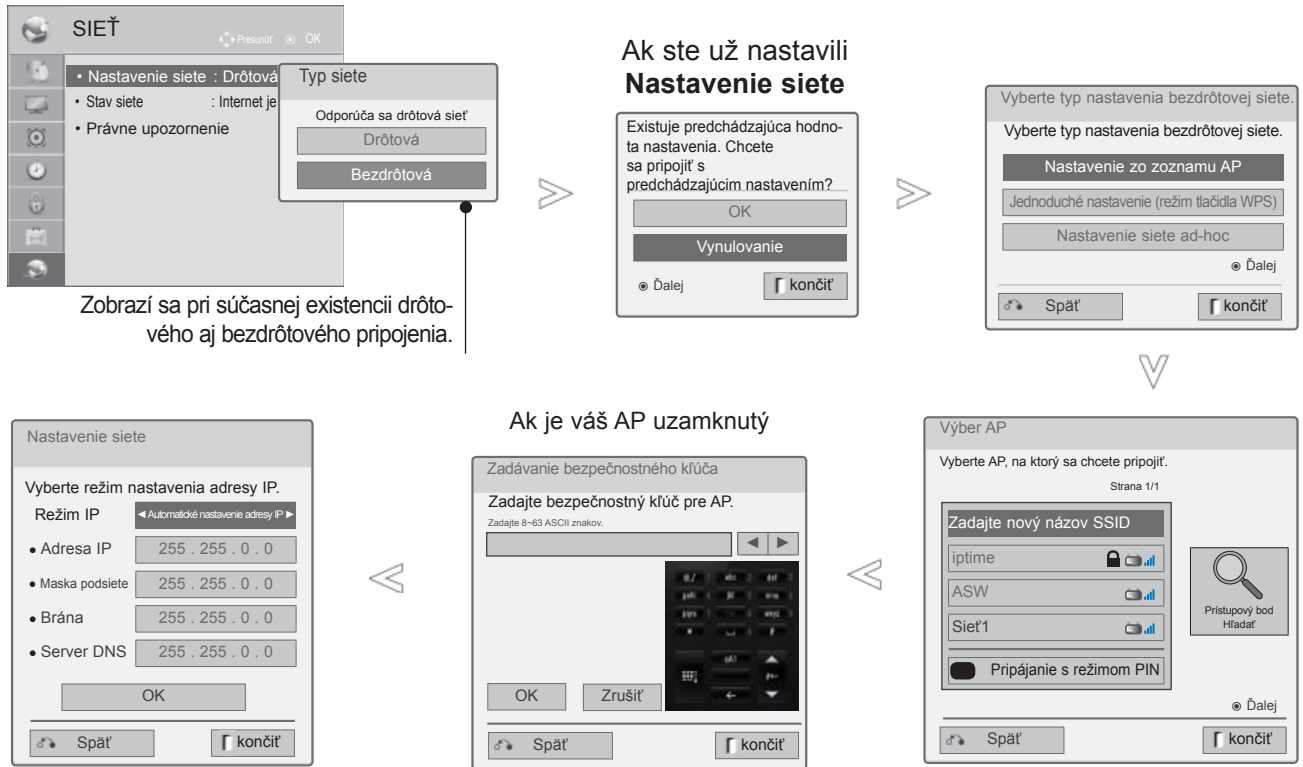 SIEŤ
Presunúť OK
• Nastavenie siete : Drôtová
• Stav siete : Internet je
• Právne upozornenie
Typ siete
Odporúča sa drôtová sieť
Drôtová
Bezdrôtová
Zobrazí sa pri súčasnej existencii drôto-
vého aj bezdrôtového pripojenia.
Ak ste už nastavili
Nastavenie siete
Existuje predchádzajúca hodno-
ta nastavenia. Chcete
sa pripojiť s
predchádzajúcim nastavením?
OK
Vynulovanie
Ďalej
končiť
Vyberte typ nastavenia bezdrôtovej siete.
Vyberte typ nastavenia bezdrôtovej siete.
Nastavenie zo zoznamu AP
Jednoduché nastavenie (režim tlačidla WPS)
Nastavenie siete ad-hoc
Ďalej
Späť
končiť
Výber AP
Vyberte AP, na ktorý sa chcete pripojiť.
Strana 1/1
Zadajte nový názov SSID
iptime
ASW
Sieť1
Pripájanie s režimom PIN
Prístupový bod
Hľadať
Ďalej
Späť
končiť
Ak je váš AP uzamknutý
Zadávanie bezpečnostného kľúča
Zadajte bezpečnostný kľúč pre AP.
Zadajte 8~63 ASCII znakov.
OK
Zrušiť
Späť
končiť
Nastavenie siete
Vyberte režim nastavenia adresy IP.
Režim IP ◄ Automatické nastavenie adresy IP ►
● Adresa IP 255 . 255 . 0 . 0
● Maska podsiete 255 . 255 . 0 . 0
● Brána 255 . 255 . 0 . 0
● Server DNS 255 . 255 . 0 . 0
OK
Späť
končiť